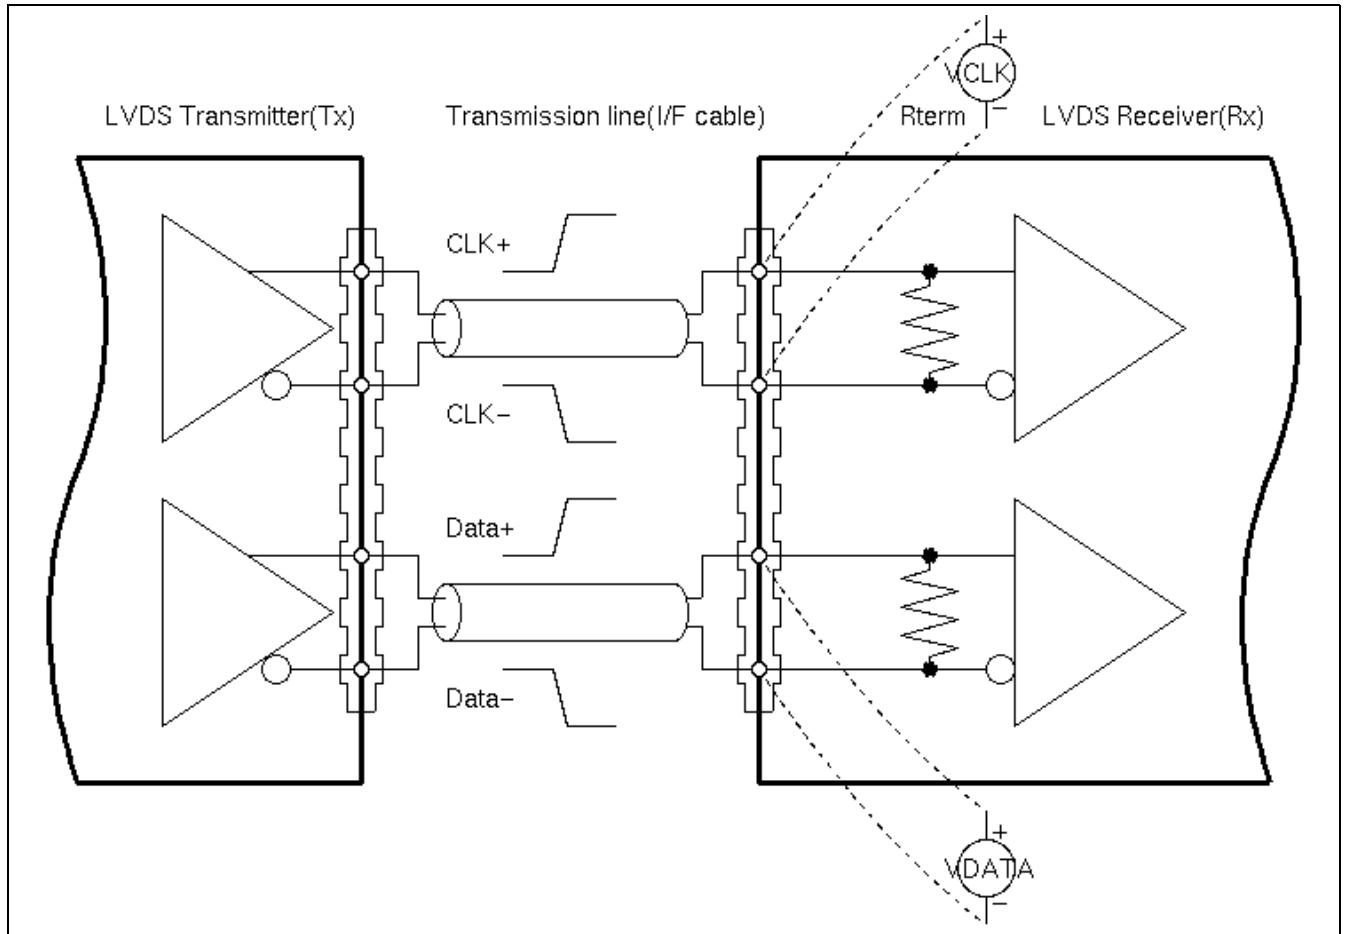 +
VCLK
−
LVDS Transmitter(Tx)
Transmission line(I/F cable)
Rterm
LVDS Receiver(Rx)
CLK+
CLK−
Data+
Data−
+
VDATA
−